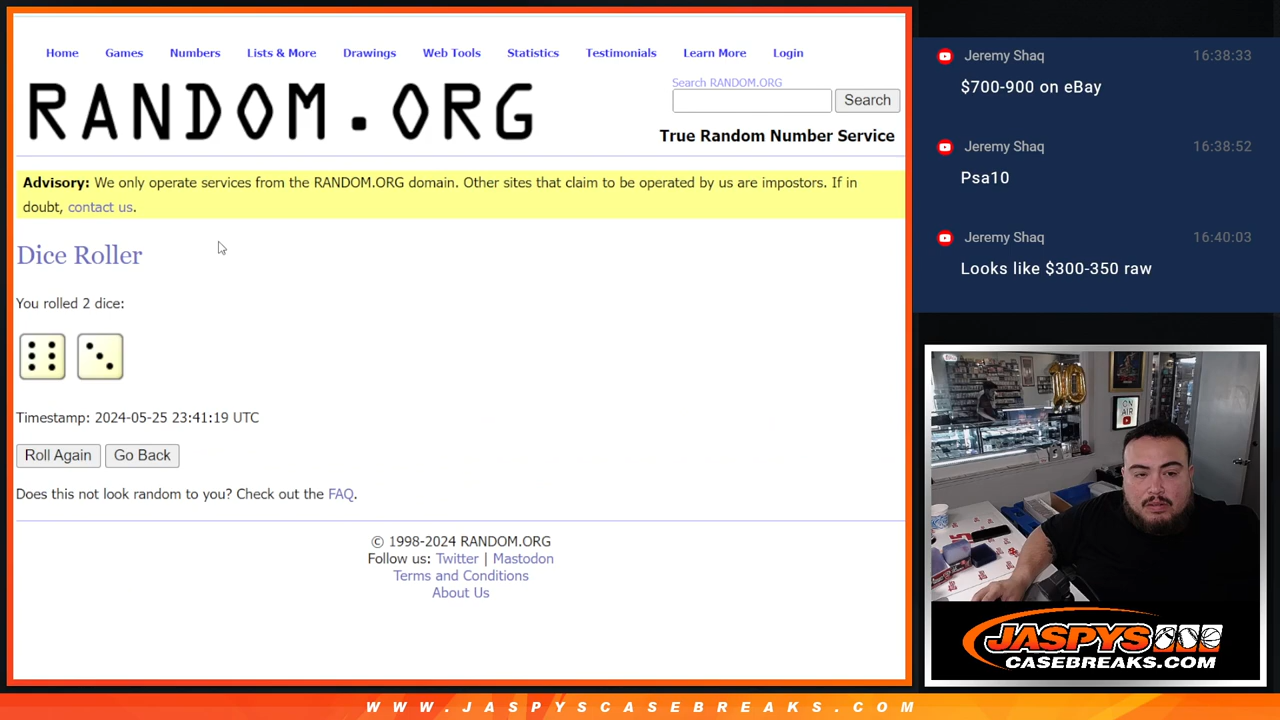 Home Games Numbers Lists & More Drawings Web Tools Statistics Testimonials Learn More Login
RANDOM.ORG
Search RANDOM.ORG
Search
True Random Number Service
Advisory: We only operate services from the RANDOM.ORG domain. Other sites that claim to be operated by us are impostors. If in
doubt, contact us.
Dice Roller
You rolled 2 dice:
Timestamp: 2024-05-25 23:41:19 UTC
Roll Again Go Back
Does this not look random to you? Check out the FAQ.
© 1998-2024 RANDOM.ORG
Follow us: Twitter | Mastodon
Terms and Conditions
About Us
Jeremy Shaq 16:38:33
$700-900 on eBay
Jeremy Shaq 16:38:52
Psa10
Jeremy Shaq 16:40:03
Looks like $300-350 raw
10
ON
AIR
JASPYS
CASEBREAKS.COM
WWW.JASPYSCASEBREAKS.COM